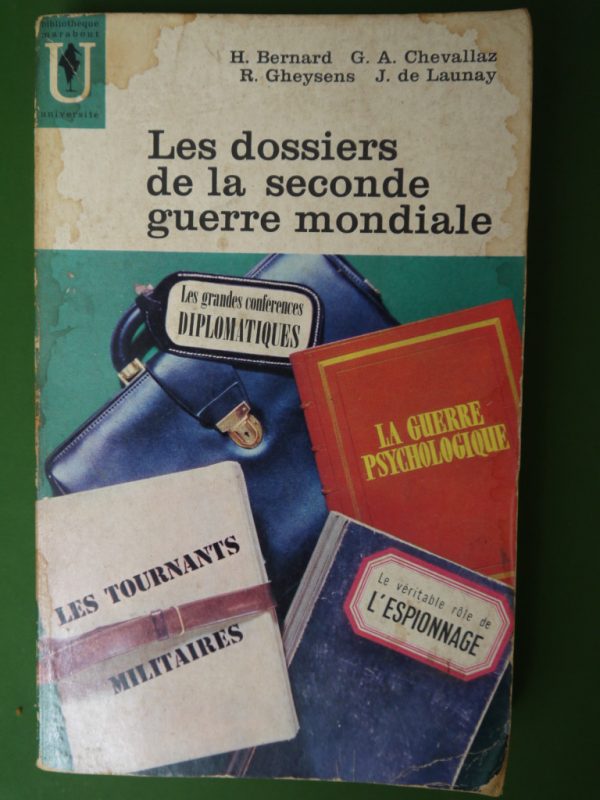 bibliothèque
marabout
U
université
H. Bernard G. A. Chevallaz
R. Gheysens J. de Launay
Les dossiers
de la seconde
guerre mondiale
Les grandes conférences
DIPLOMATIQUES
LA GUERRE
PSYCHOLOGIQUE
LES TOURNANTS
MILITAIRES
Le véritable rôle de
L'ESPIONNAGE